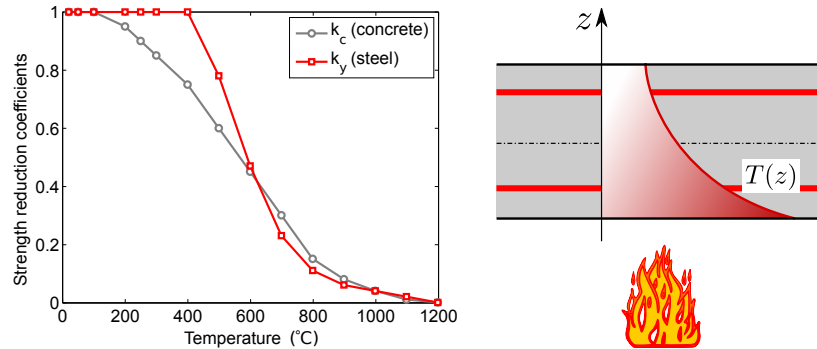 1
0.8
0.6
0.4
0.2
0
0
200
400
600
800
1000
1200
Strength reduction coefficients
Temperature (°C)
k_c (concrete)
k_y (steel)
z
T(z)